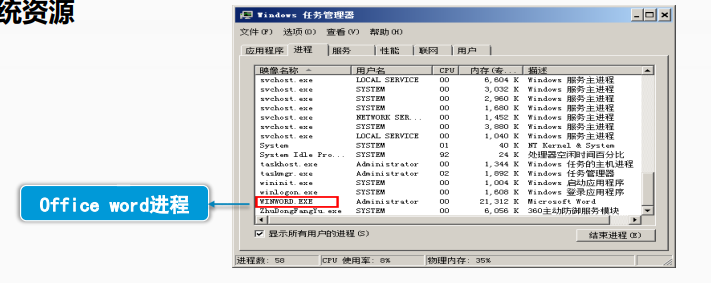 统资源
Windows 任务管理器
文件(F) 选项(O) 查看(V) 帮助(H)
应用程序 进程 服务 性能 联网 用户
映像名称 用户名 CPU 内存(专... 描述
svchost.exe LOCAL SERVICE 00 6,604 K Windows 服务主进程
svchost.exe SYSTEM 00 3,032 K Windows 服务主进程
svchost.exe SYSTEM 00 2,960 K Windows 服务主进程
svchost.exe SYSTEM 00 1,680 K Windows 服务主进程
svchost.exe NETWORK SER... 00 1,452 K Windows 服务主进程
svchost.exe SYSTEM 00 3,880 K Windows 服务主进程
svchost.exe LOCAL SERVICE 00 1,040 K Windows 服务主进程
System SYSTEM 01 40 K NT Kernel & System
System Idle Pro... SYSTEM 92 24 K 处理器空闲时间百分比
taskhost.exe Administrator 00 1,344 K Windows 任务的主机进程
taskmgr.exe Administrator 02 1,892 K Windows 任务管理器
wininit.exe SYSTEM 00 1,004 K Windows 启动应用程序
winlogon.exe SYSTEM 00 1,608 K Windows 登录应用程序
WINWORD.EXE Administrator 00 21,312 K Microsoft Word
ZhuDongFangYu.exe SYSTEM 00 6,056 K 360主动防御服务模块
Office word进程
显示所有用户的进程(S) 结束进程(E)
进程数: 58 CPU 使用率: 8% 物理内存: 35%